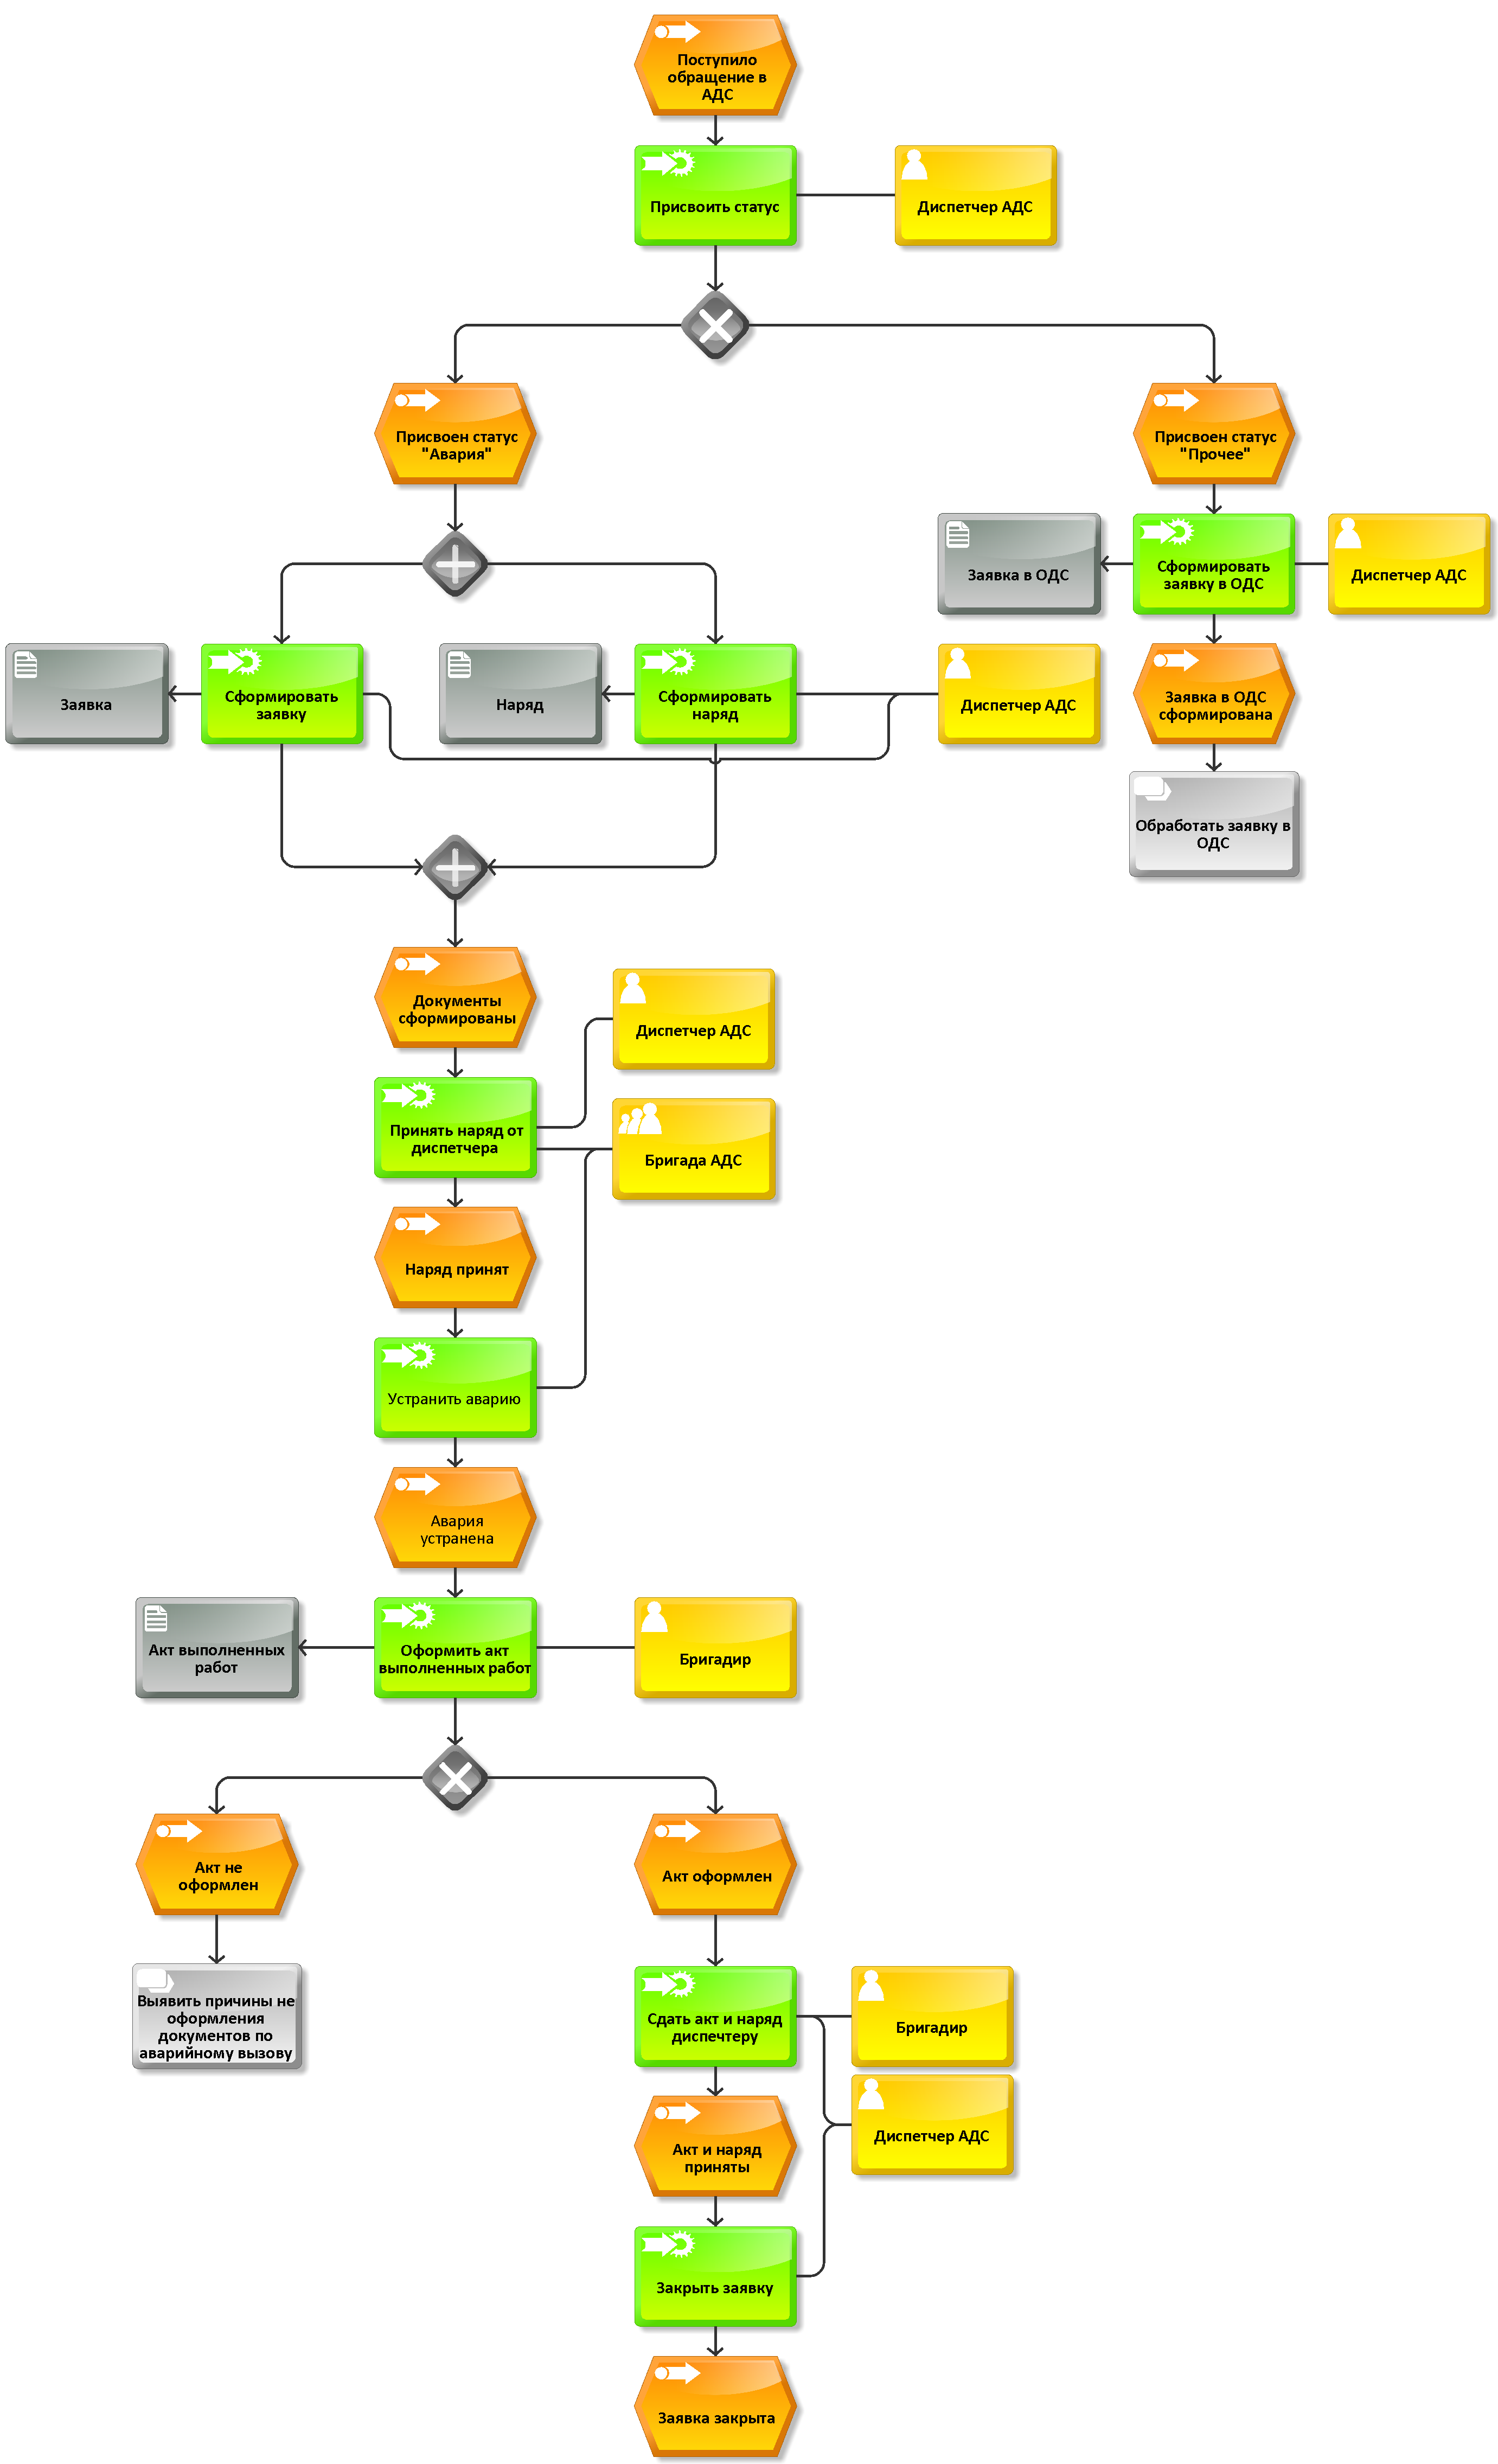 Поступило
обращение в
АДС
Присвоить статус
Диспетчер АДС
Присвоен статус
"Авария"
Присвоен статус
"Прочее"
Заявка в ОДС
Сформировать
заявку в ОДС
Диспетчер АДС
Заявка
Сформировать
заявку
Наряд
Сформировать
наряд
Диспетчер АДС
Заявка в ОДС
сформирована
Обработать заявку в
ОДС
Документы
сформированы
Диспетчер АДС
Принять наряд от
диспетчера
Бригада АДС
Наряд принят
Устранить аварию
Авария
устранена
Акт выполненных
работ
Оформить акт
выполненных работ
Бригадир
Акт не
оформлен
Акт оформлен
Выявить причины не
оформления
документов по
аварийному вызову
Сдать акт и наряд
диспечтеру
Бригадир
Диспетчер АДС
Акт и наряд
приняты
Закрыть заявку
Заявка закрыта